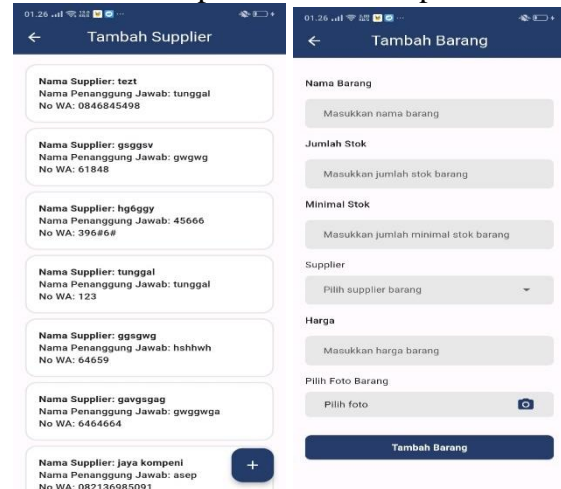 01.26
Tambah Supplier
Nama Supplier: tezt
Nama Penanggung Jawab: tunggal
No WA: 0846845498
Nama Supplier: gsggsv
Nama Penanggung Jawab: gwgwg
No WA: 61848
Nama Supplier: hg6ggy
Nama Penanggung Jawab: 45666
No WA: 396#6#
Nama Supplier: tunggal
Nama Penanggung Jawab: tunggal
No WA: 123
Nama Supplier: ggsgwg
Nama Penanggung Jawab: hshhwh
No WA: 64659
Nama Supplier: gavgsgag
Nama Penanggung Jawab: gwggwga
No WA: 6464664
Nama Supplier: jaya kompeni
Nama Penanggung Jawab: asep
No WA: 082136985091
+
01.26
Tambah Barang
Nama Barang
Masukkan nama barang
Jumlah Stok
Masukkan jumlah stok barang
Minimal Stok
Masukkan jumlah minimal stok barang
Supplier
Pilih supplier barang
Harga
Masukkan harga barang
Pilih Foto Barang
Pilih foto
Tambah Barang